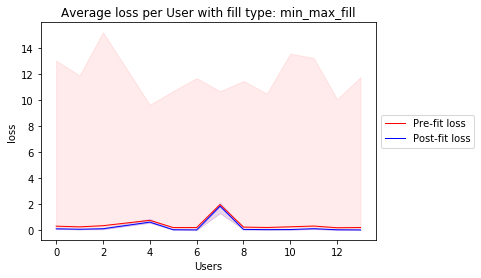 Average loss per User with fill type: min_max_fill
14
12
10
8
6
4
2
0
loss
0 2 4 6 8 10 12
Users
Pre-fit loss
Post-fit loss